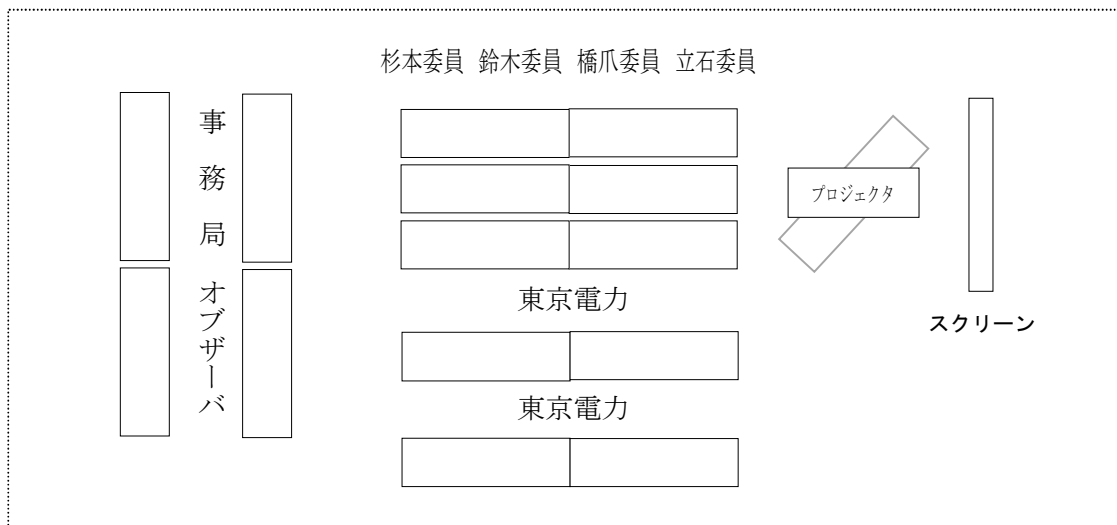 杉本委員 鈴木委員 橋爪委員 立石委員
事務局
オブザーバ
プロジェクタ
スクリーン
東京電力
東京電力